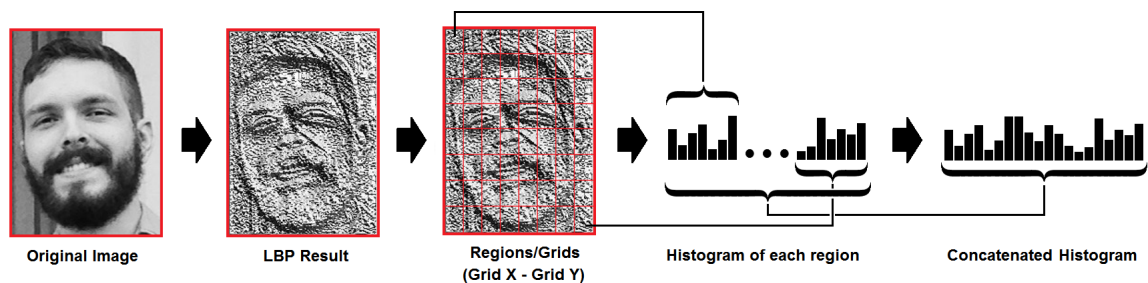 Original Image
LBP Result
Regions/Grids
(Grid X - Grid Y)
Histogram of each region
Concatenated Histogram